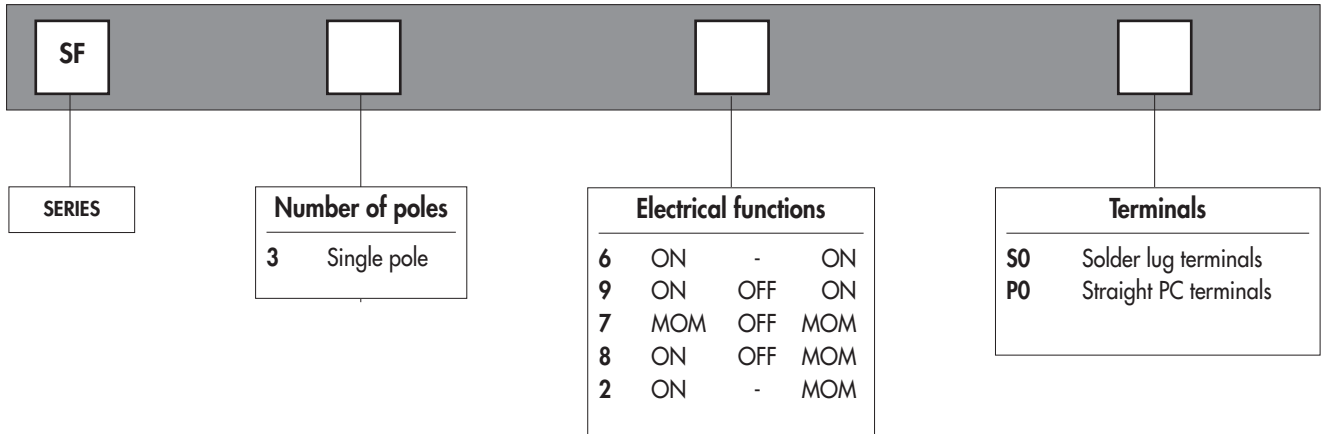 SF
SERIES
Number of poles
3 Single pole
Electrical functions
6 ON - ON
9 ON OFF ON
7 MOM OFF MOM
8 ON OFF MOM
2 ON - MOM
Terminals
S0 Solder lug terminals
P0 Straight PC terminals